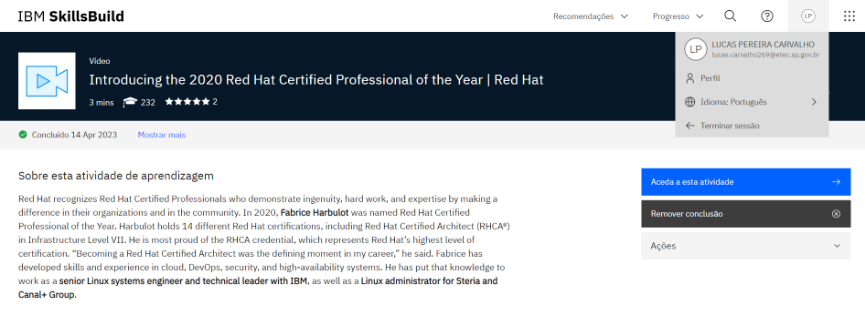 IBM SkillsBuild
Recomendações
Progresso
LP
LP
LUCAS PEREIRA CARVALHO
lucas.carvalho269@etec.sp.gov.br
Perfil
Idioma: Português
Terminar sessão
Vídeo
Introducing the 2020 Red Hat Certified Professional of the Year | Red Hat
3 mins 232 ★★★★★ 2
Concluído 14 Apr 2023 Mostrar mais
Sobre esta atividade de aprendizagem
Red Hat recognizes Red Hat Certified Professionals who demonstrate ingenuity, hard work, and expertise by making a
difference in their organizations and in the community. In 2020, Fabrice Harbulot was named Red Hat Certified
Professional of the Year. Harbulot holds 14 different Red Hat certifications, including Red Hat Certified Architect (RHCA®)
in Infrastructure Level VII. He is most proud of the RHCA credential, which represents Red Hat's highest level of
certification. “Becoming a Red Hat Certified Architect was the defining moment in my career,” he said. Fabrice has
developed skills and experience in cloud, DevOps, security, and high-availability systems. He has put that knowledge to
work as a senior Linux systems engineer and technical leader with IBM, as well as a Linux administrator for Steria and
Canal+ Group.
Aceda a esta atividade
Remover conclusão
Ações